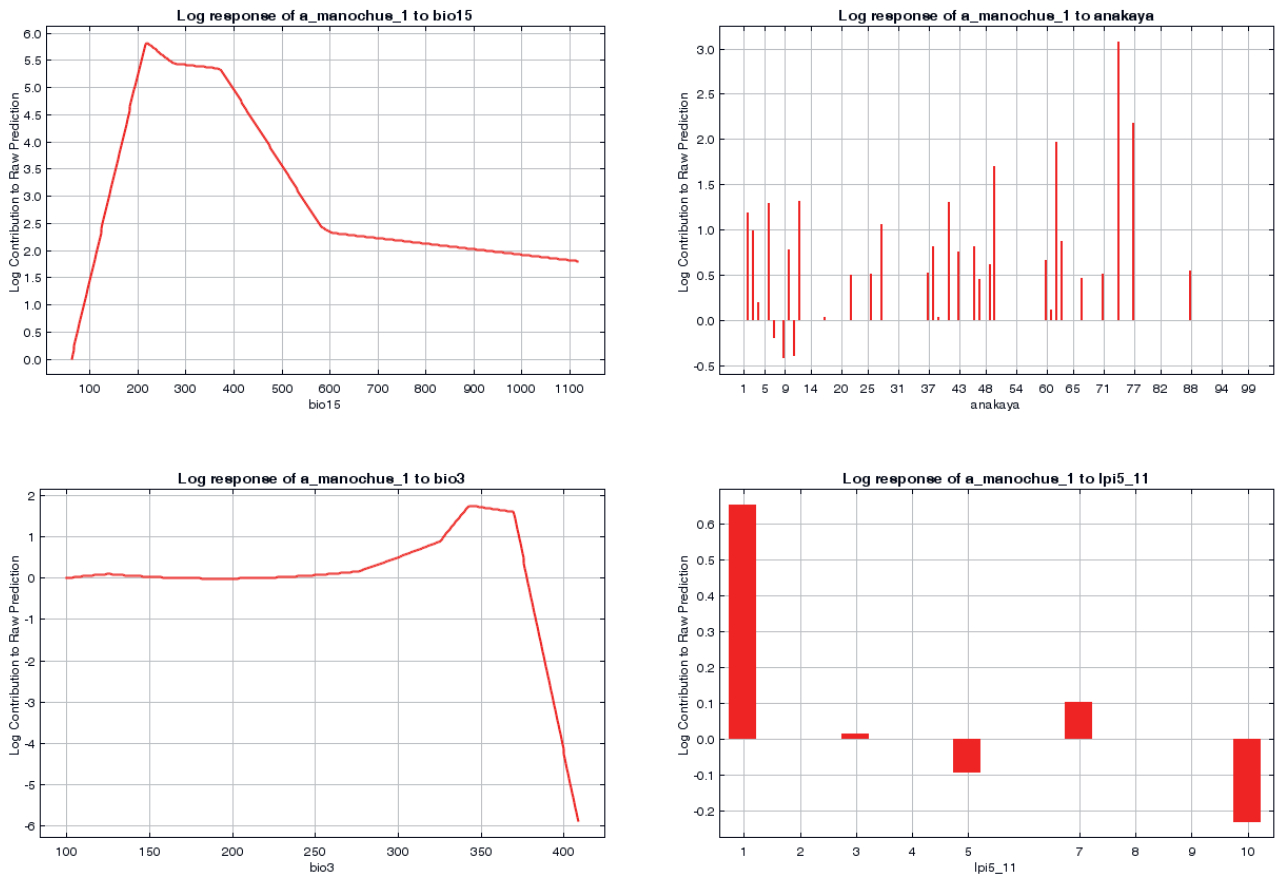 Log response of a_manochus_1 to bio15
Log Contribution to Raw Prediction
6.0
5.5
5.0
4.5
4.0
3.5
3.0
2.5
2.0
1.5
1.0
0.5
0.0
100 200 300 400 500 600 700 800 900 1000 1100
bio15
Log response of a_manochus_1 to anakaya
Log Contribution to Raw Prediction
3.0
2.5
2.0
1.5
1.0
0.5
0.0
-0.5
1 5 9 14 20 25 31 37 43 48 54 60 65 71 77 82 88 94 99
anakaya
Log response of a_manochus_1 to bio3
Log Contribution to Raw Prediction
2
1
0
-1
-2
-3
-4
-5
-6
100 150 200 250 300 350 400
bio3
Log response of a_manochus_1 to lpi5_11
Log Contribution to Raw Prediction
0.6
0.5
0.4
0.3
0.2
0.1
0.0
-0.1
-0.2
1 2 3 4 5 7 8 9 10
lpi5_11